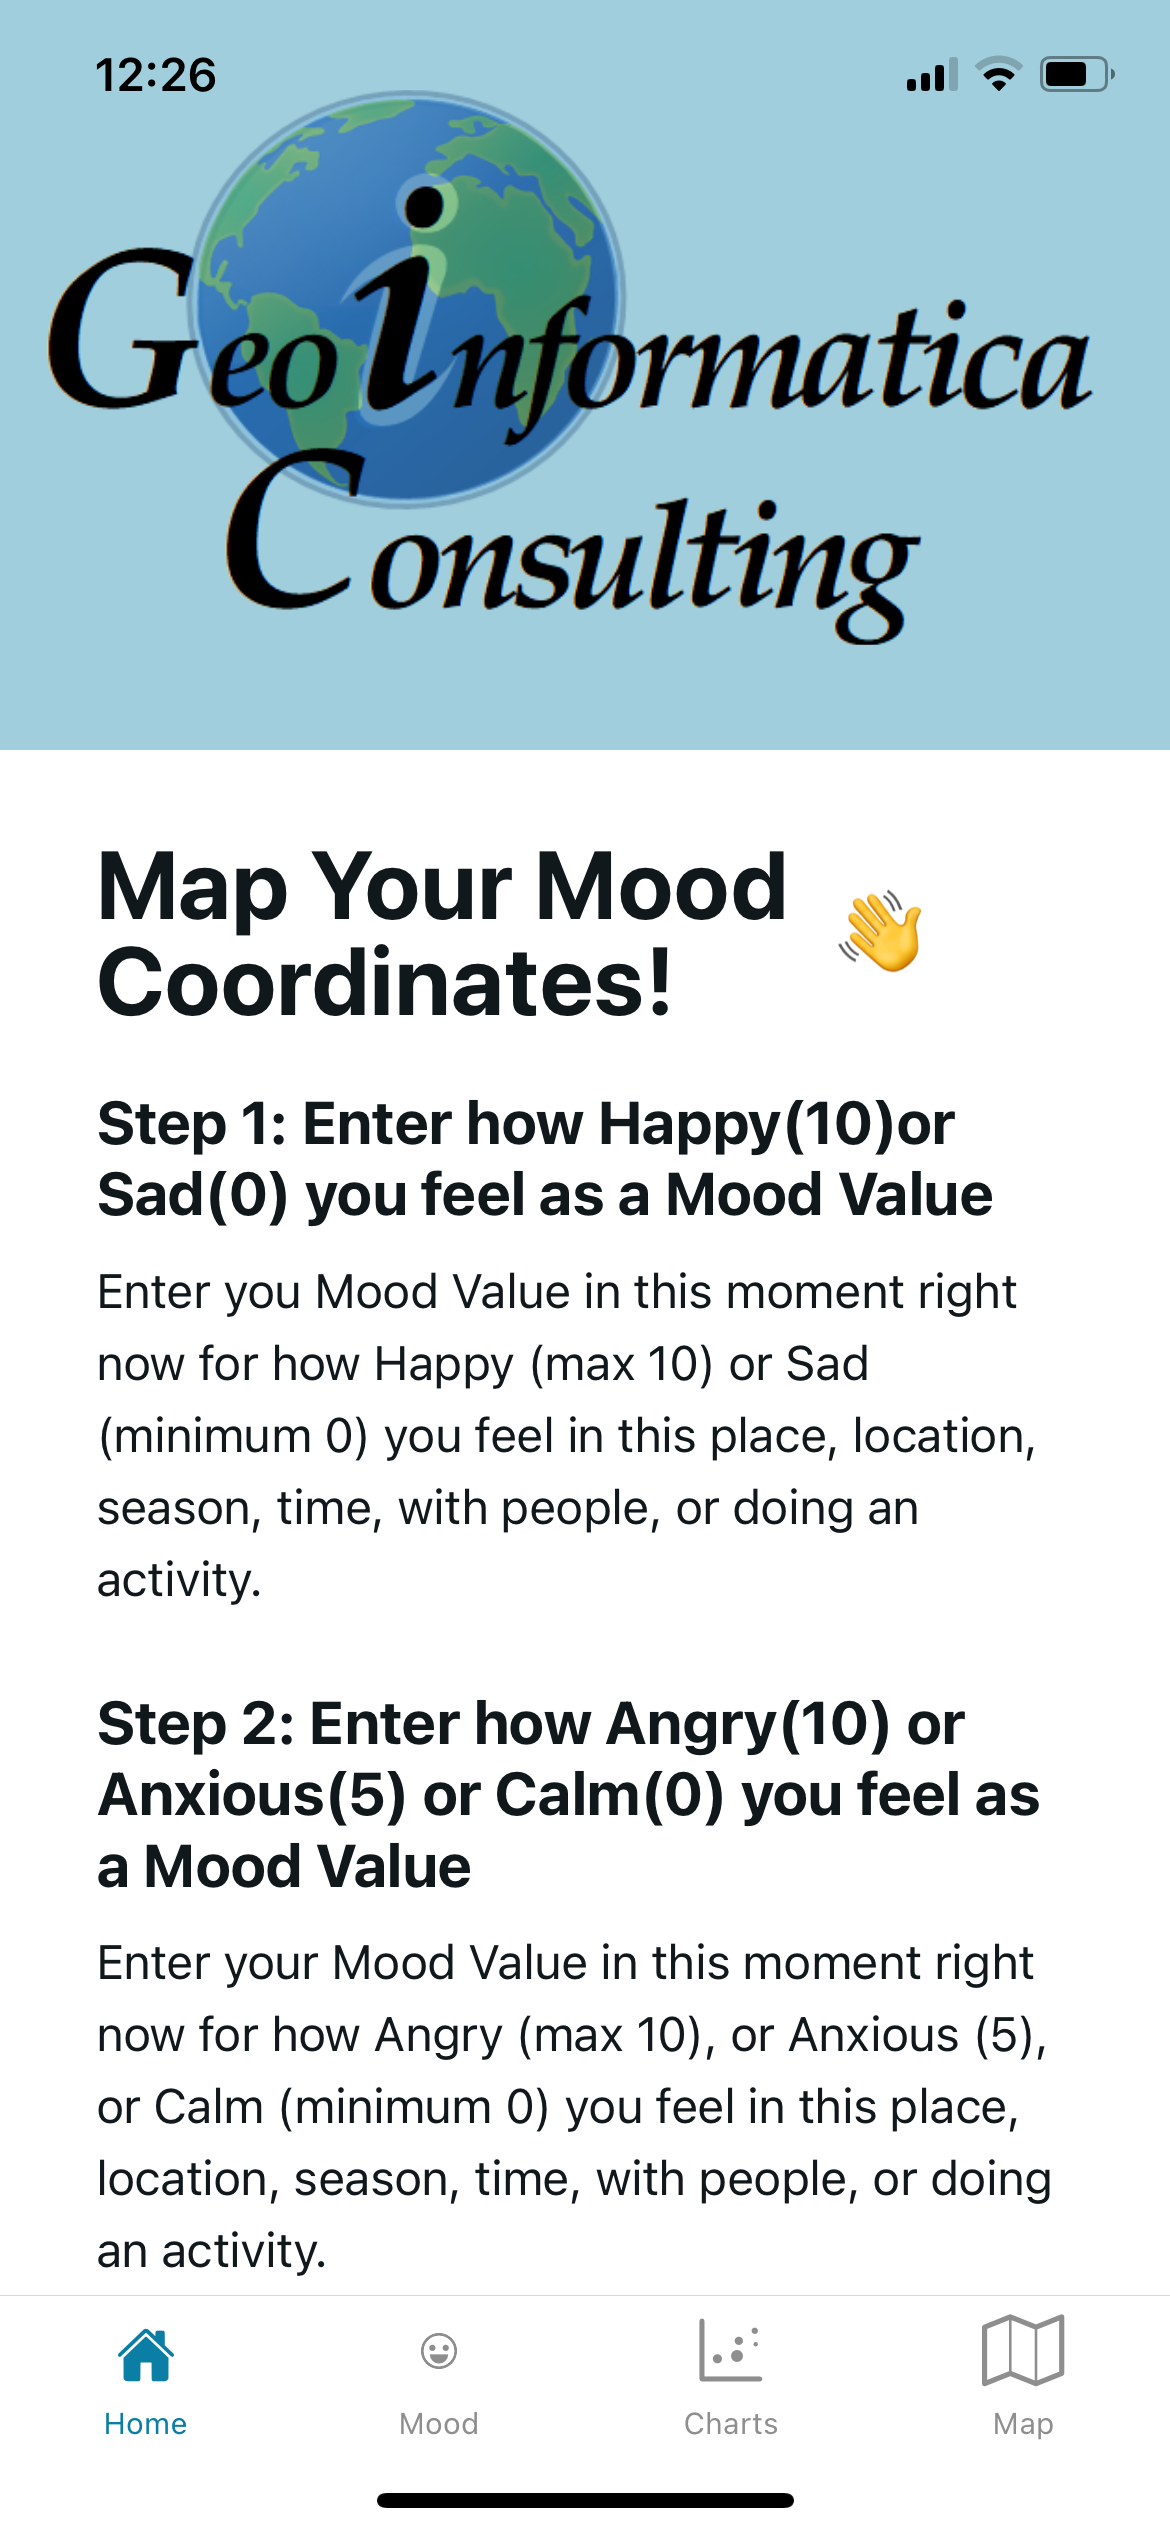 12:26
GeoInformatica
Consulting
Map Your Mood
Coordinates! 👋
Step 1: Enter how Happy(10)or
Sad(0) you feel as a Mood Value
Enter you Mood Value in this moment right
now for how Happy (max 10) or Sad
(minimum 0) you feel in this place, location,
season, time, with people, or doing an
activity.
Step 2: Enter how Angry(10) or
Anxious(5) or Calm(0) you feel as
a Mood Value
Enter your Mood Value in this moment right
now for how Angry (max 10), or Anxious (5),
or Calm (minimum 0) you feel in this place,
location, season, time, with people, or doing
an activity.
Home
Mood
Charts
Map